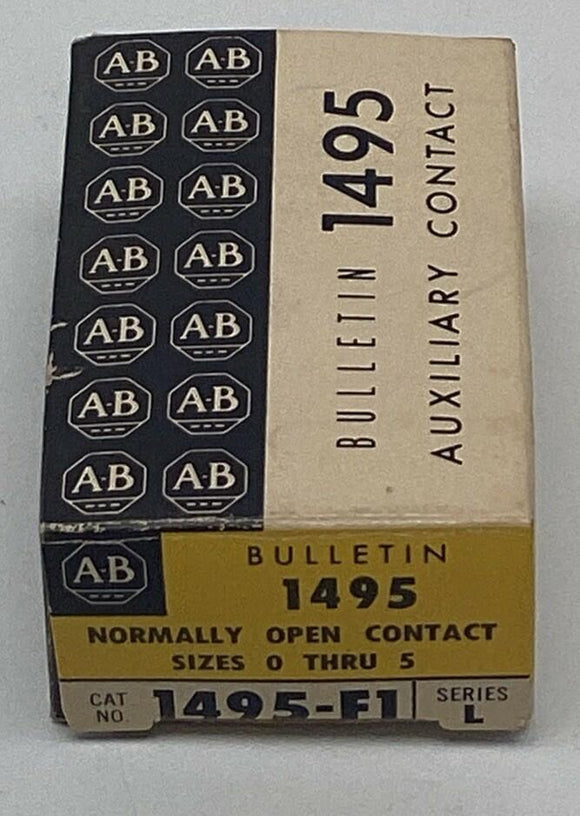 A-B A-B
A-B A-B
A-B A-B
A-B A-B
A-B A-B
A-B A-B
A-B A-B
BULLETIN 1495
AUXILIARY CONTACT
A-B
BULLETIN
1495
NORMALLY OPEN CONTACT
SIZES 0 THRU 5
CAT NO. 1495-F1 SERIES L